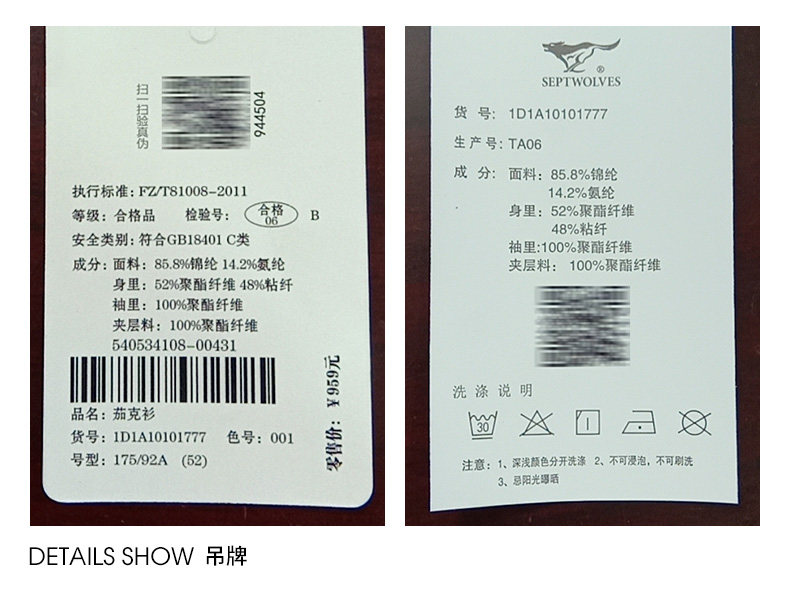 扫一扫验真伪
944504
执行标准: FZ/T81008-2011
等级: 合格品 检验号: 合格 06 B
安全类别: 符合GB18401 C类
成分: 面料: 85.8%锦纶 14.2%氨纶
身里: 52%聚酯纤维 48%粘纤
袖里: 100%聚酯纤维
夹层料: 100%聚酯纤维
540534108-00431
品名: 茄克衫
货号: 1D1A10101777 色号: 001
号型: 175/92A (52)
零售价: ¥959元
SEPTWOLVES
®
货 号: 1D1A10101777
生产号: TA06
成 分: 面料: 85.8%锦纶
14.2%氨纶
身里: 52%聚酯纤维
48%粘纤
袖里:100%聚酯纤维
夹层料: 100%聚酯纤维
洗涤说明
30
注意: 1、深浅颜色分开洗涤 2、不可浸泡，不可刷洗
3、忌阳光曝晒
DETAILS SHOW 吊牌